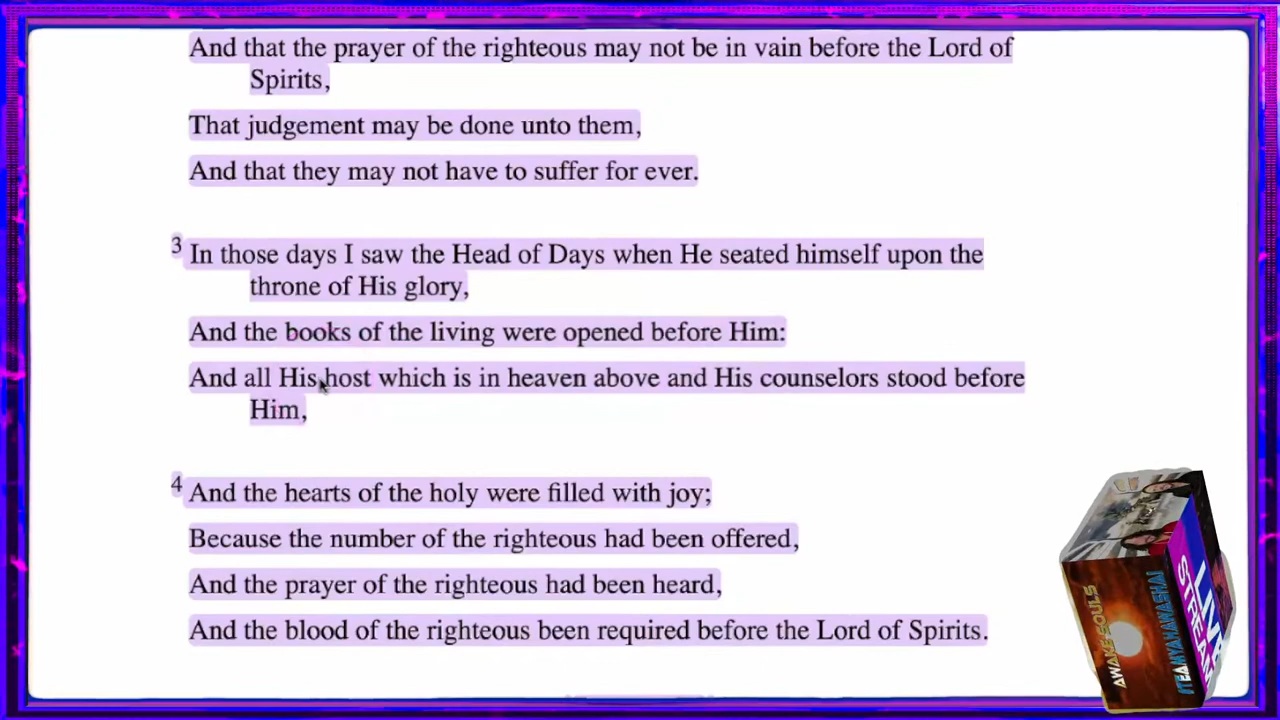 And that the prayer of the righteous may not be in vain before the Lord of
Spirits,
That judgement may be done unto them,
And that they may not have to suffer for ever.
3 In those days I saw the Head of Days when He seated himself upon the
throne of His glory,
And the books of the living were opened before Him:
And all His host which is in heaven above and His counselors stood before
Him,
4 And the hearts of the holy were filled with joy;
Because the number of the righteous had been offered,
And the prayer of the righteous had been heard,
And the blood of the righteous been required before the Lord of Spirits.
AWAKE SOULS
#TEAMYAHAWASHAI
LIVE
STREAM